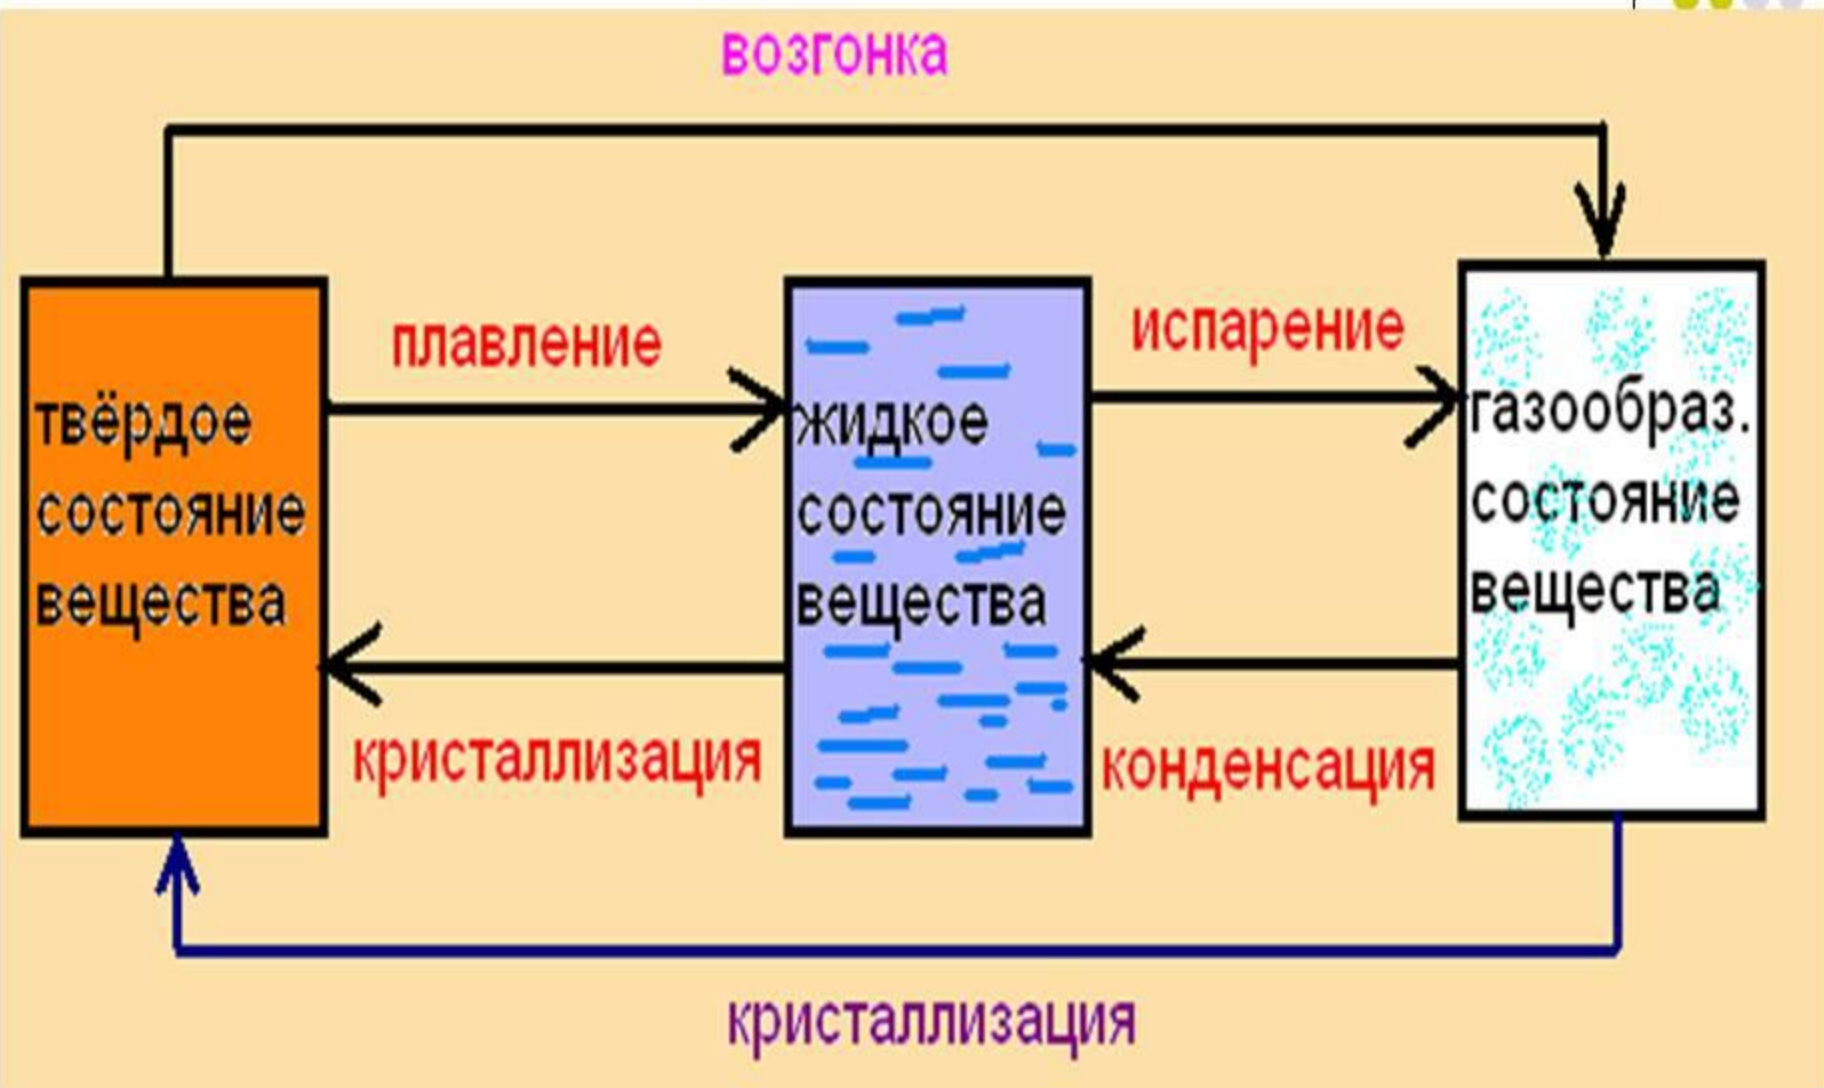 возгонка
плавление
испарение
твёрдое
состояние
вещества
жидкое
состояние
вещества
газообраз.
состояние
вещества
кристаллизация
конденсация
кристаллизация